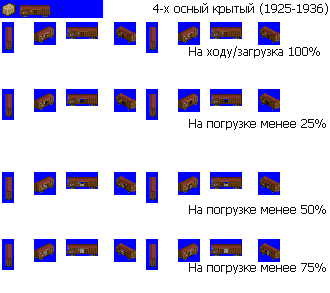 4-х осный крытый (1925-1936)
На ходу/загрузка 100%
На погрузке менее 25%
На погрузке менее 50%
На погрузке менее 75%